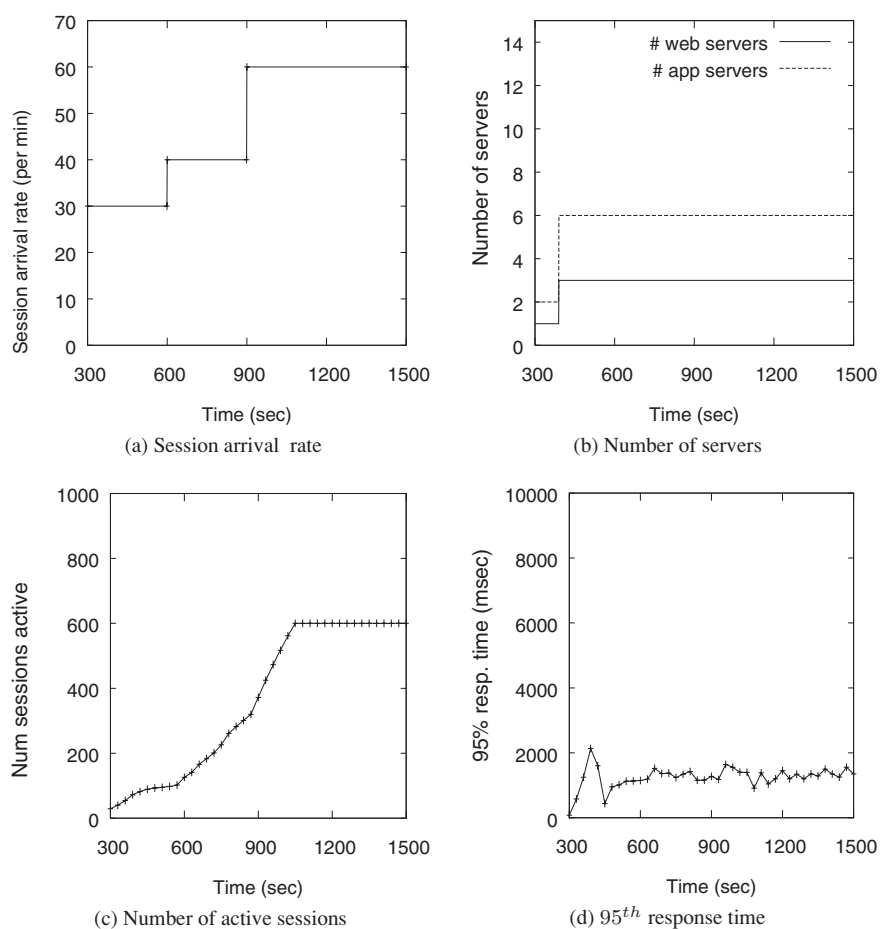 70
60
50
40
30
20
10
0
Session arrival rate (per min)
300 600 900 1200 1500
Time (sec)
(a) Session arrival rate
14
12
10
8
6
4
2
0
Number of servers
# web servers
# app servers
300 600 900 1200 1500
Time (sec)
(b) Number of servers
1000
800
600
400
200
0
Num sessions active
300 600 900 1200 1500
Time (sec)
(c) Number of active sessions
10000
8000
6000
4000
2000
0
95% resp. time (msec)
300 600 900 1200 1500
Time (sec)
(d) 95th response time